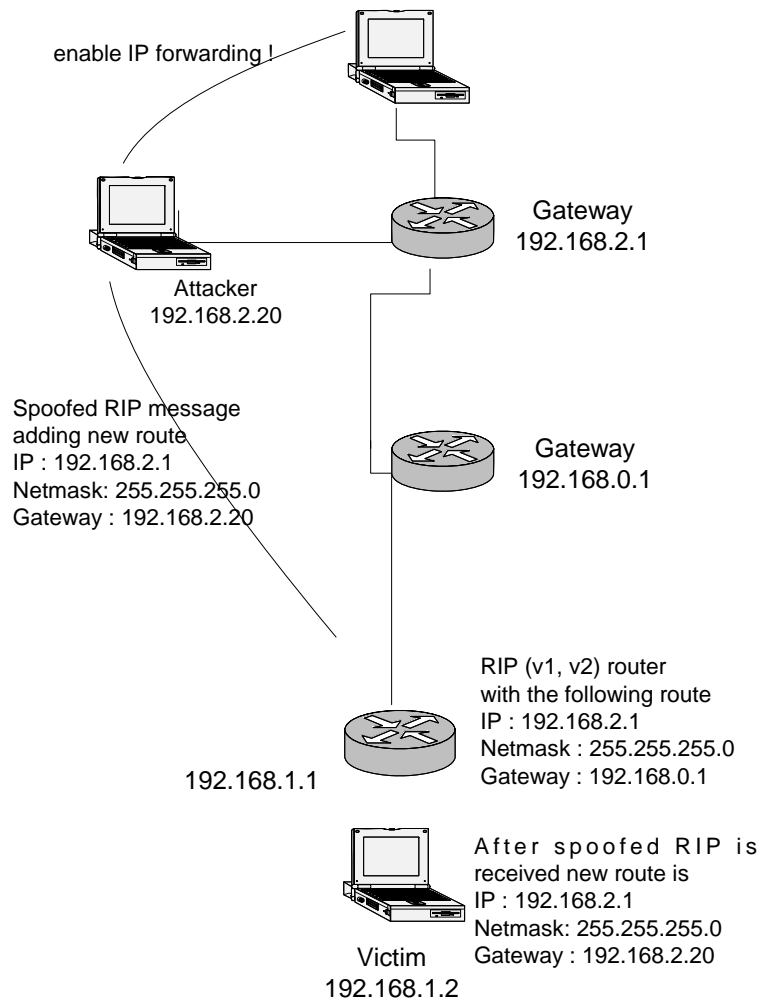 enable IP forwarding !
Gateway
192.168.2.1
Attacker
192.168.2.20
Spoofed RIP message
adding new route
IP : 192.168.2.1
Netmask: 255.255.255.0
Gateway : 192.168.2.20
Gateway
192.168.0.1
RIP (v1, v2) router
with the following route
IP : 192.168.2.1
Netmask : 255.255.255.0
Gateway : 192.168.0.1
192.168.1.1
After spoofed RIP is
received new route is
IP : 192.168.2.1
Netmask: 255.255.255.0
Gateway : 192.168.2.20
Victim
192.168.1.2